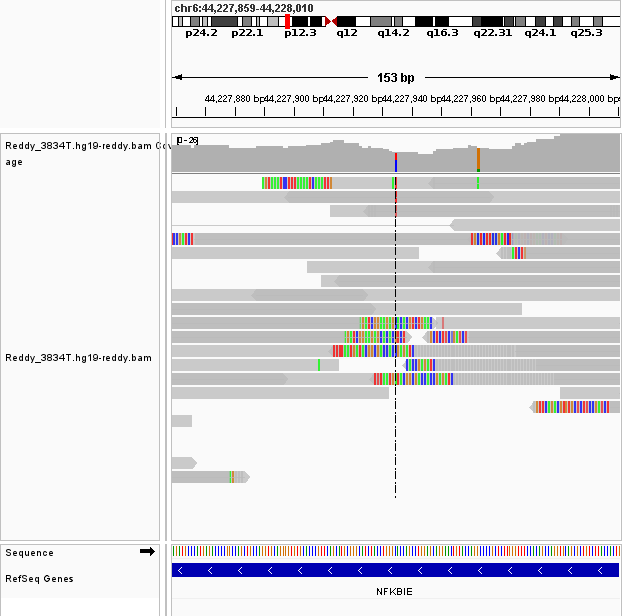 chr6:44,227,859-44,228,010
p24.2 p22.1 p12.3 q12 q14.2 q16.3 q22.31 q24.1 q25.3
153 bp
44,227,880 bp 44,227,900 bp 44,227,920 bp 44,227,940 bp 44,227,960 bp 44,227,980 bp 44,228,000 bp
[0-26]
Reddy_3834T.hg19-reddy.bam Cov
age
Reddy_3834T.hg19-reddy.bam
Sequence
RefSeq Genes
NFKBIE